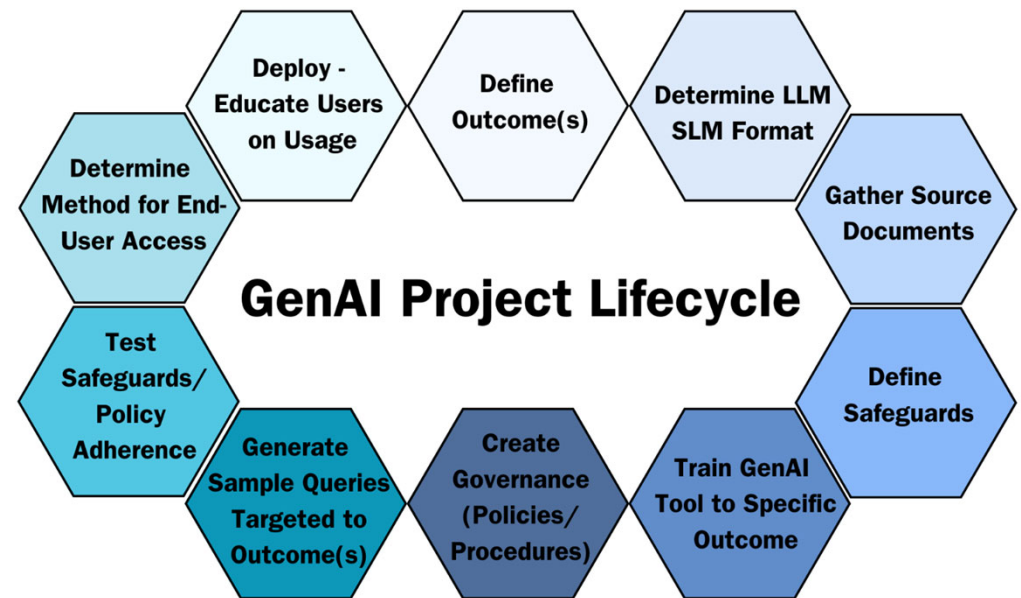 Deploy -
Educate Users
on Usage
Define
Outcome(s)
Determine LLM
SLM Format
Determine
Method for End-
User Access
Gather Source
Documents
GenAI Project Lifecycle
Test
Safeguards/
Policy
Adherence
Define
Safeguards
Generate
Sample Queries
Targeted to
Outcome(s)
Create
Governance
(Policies/
Procedures)
Train GenAI
Tool to Specific
Outcome